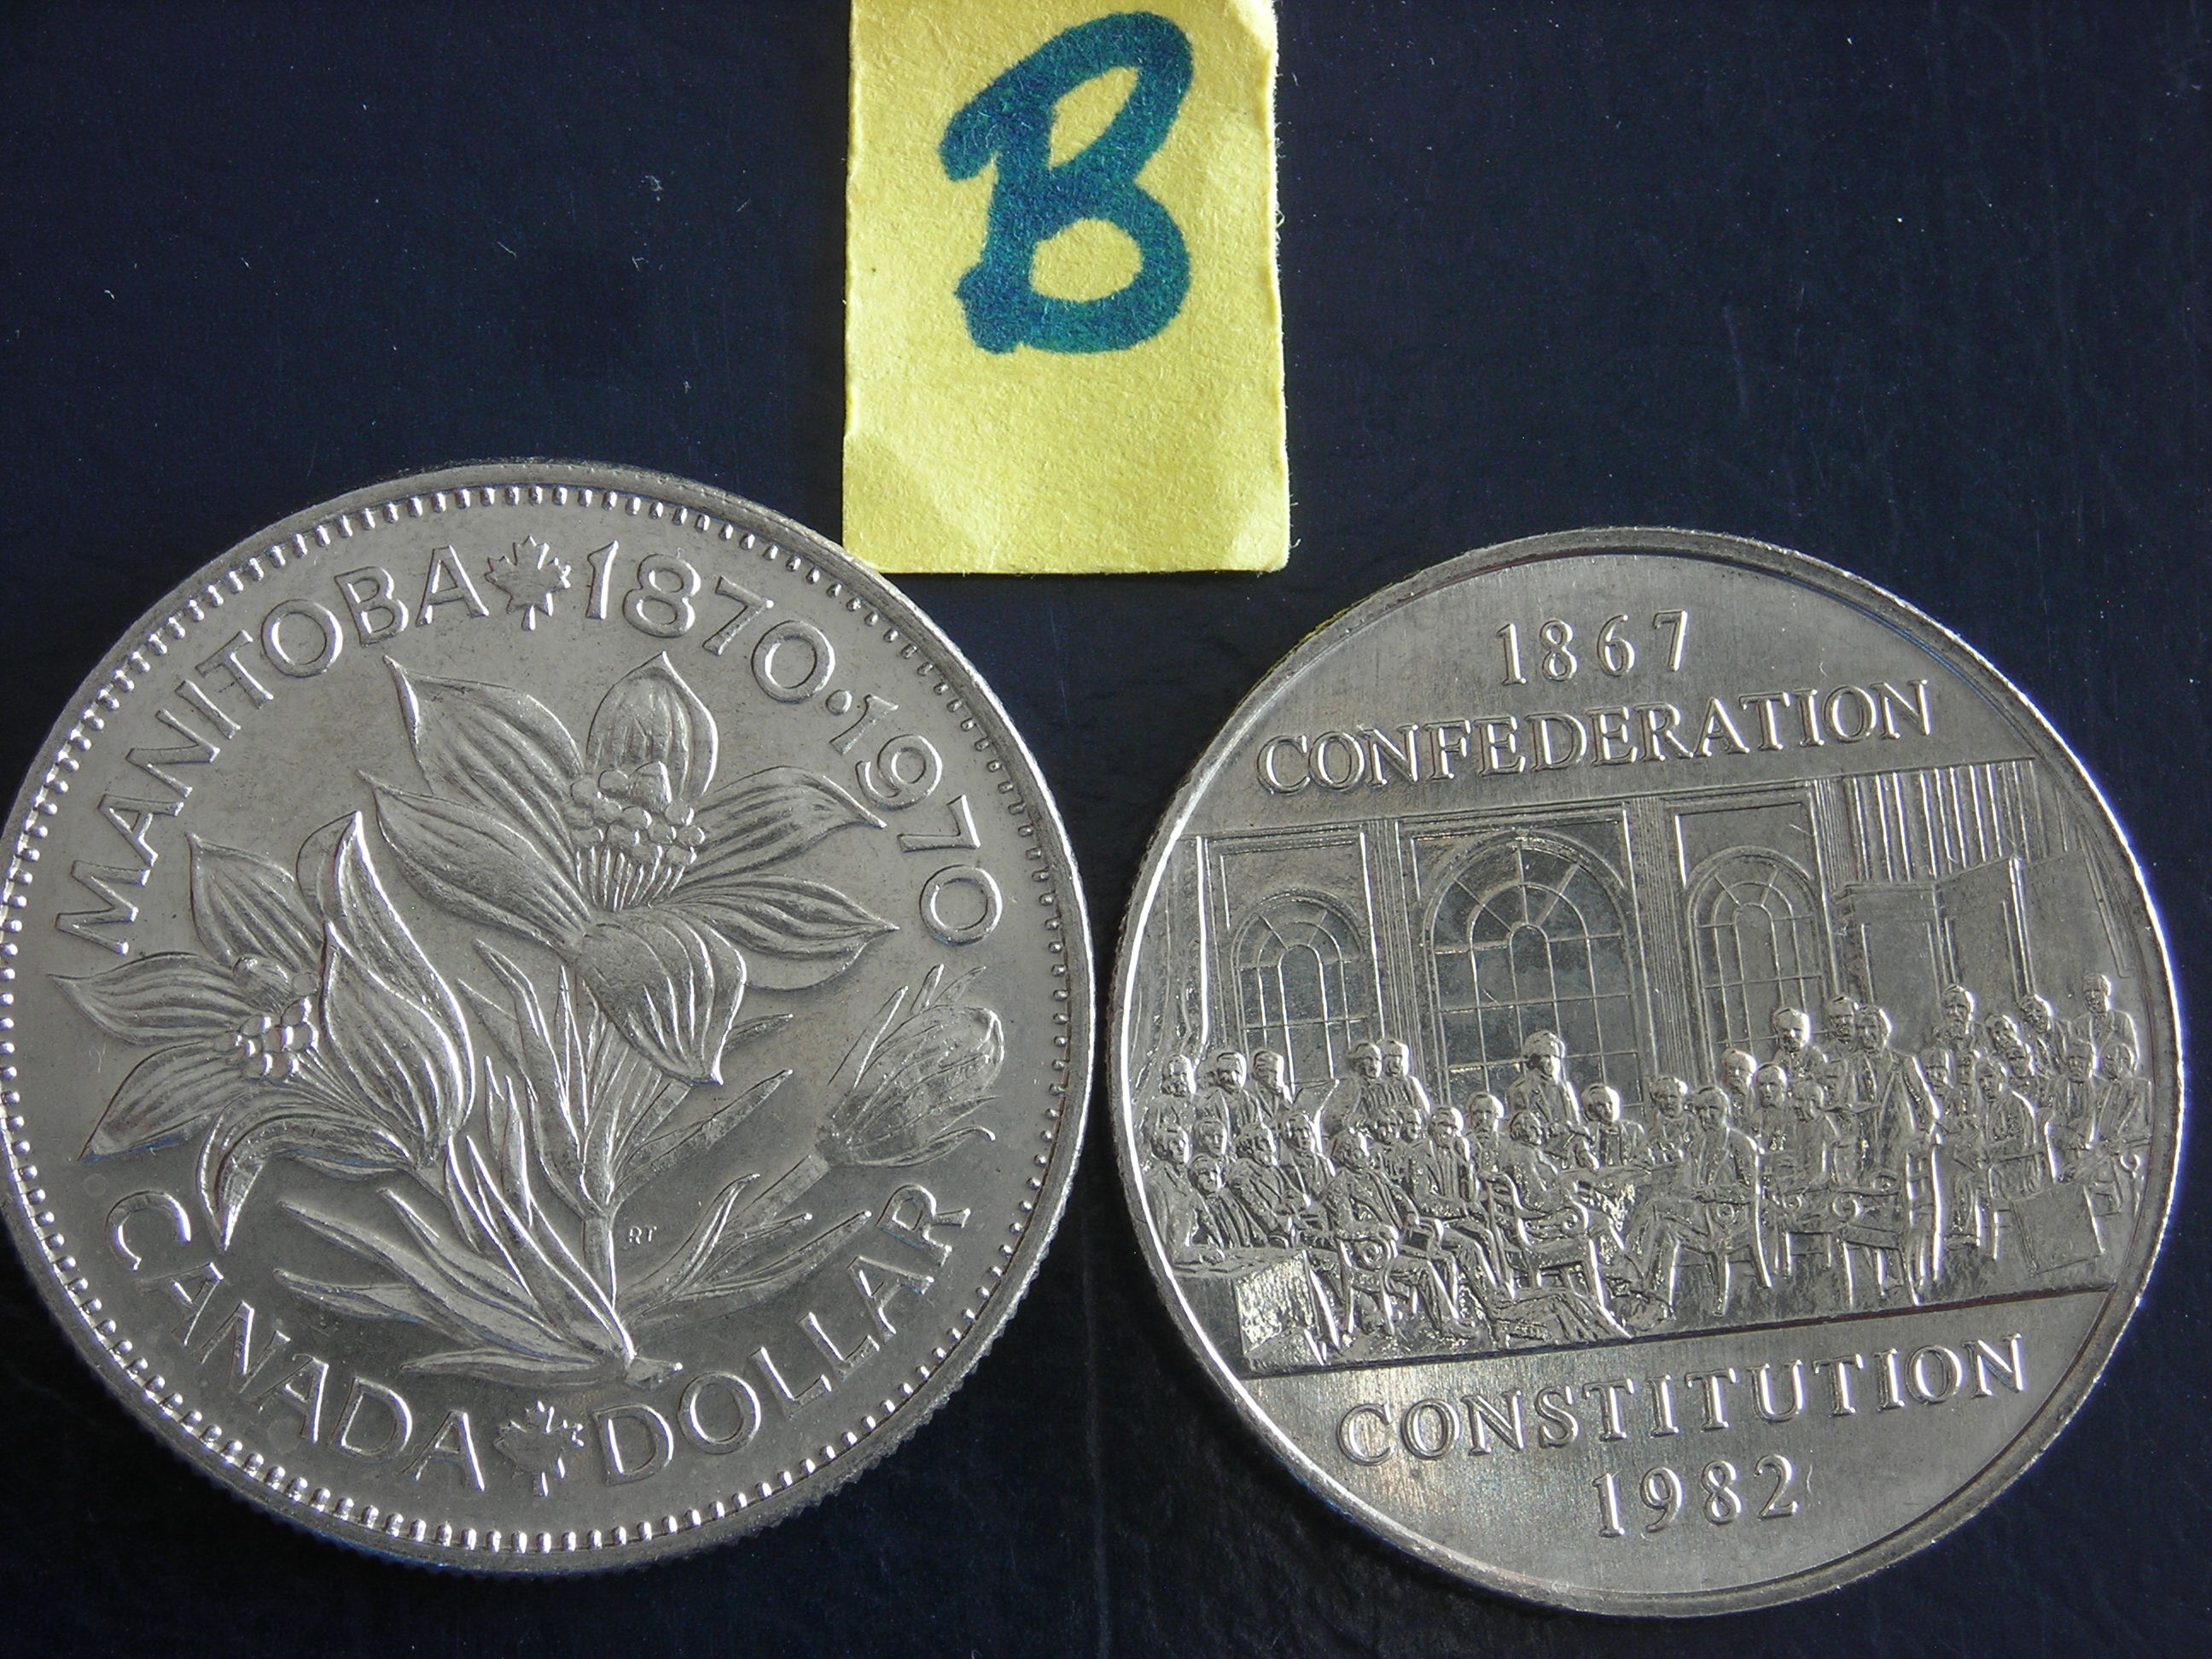 B
MANITOBA 1870·1970
RT
CANADA DOLLAR
1867
CONFEDERATION
CONSTITUTION
1982